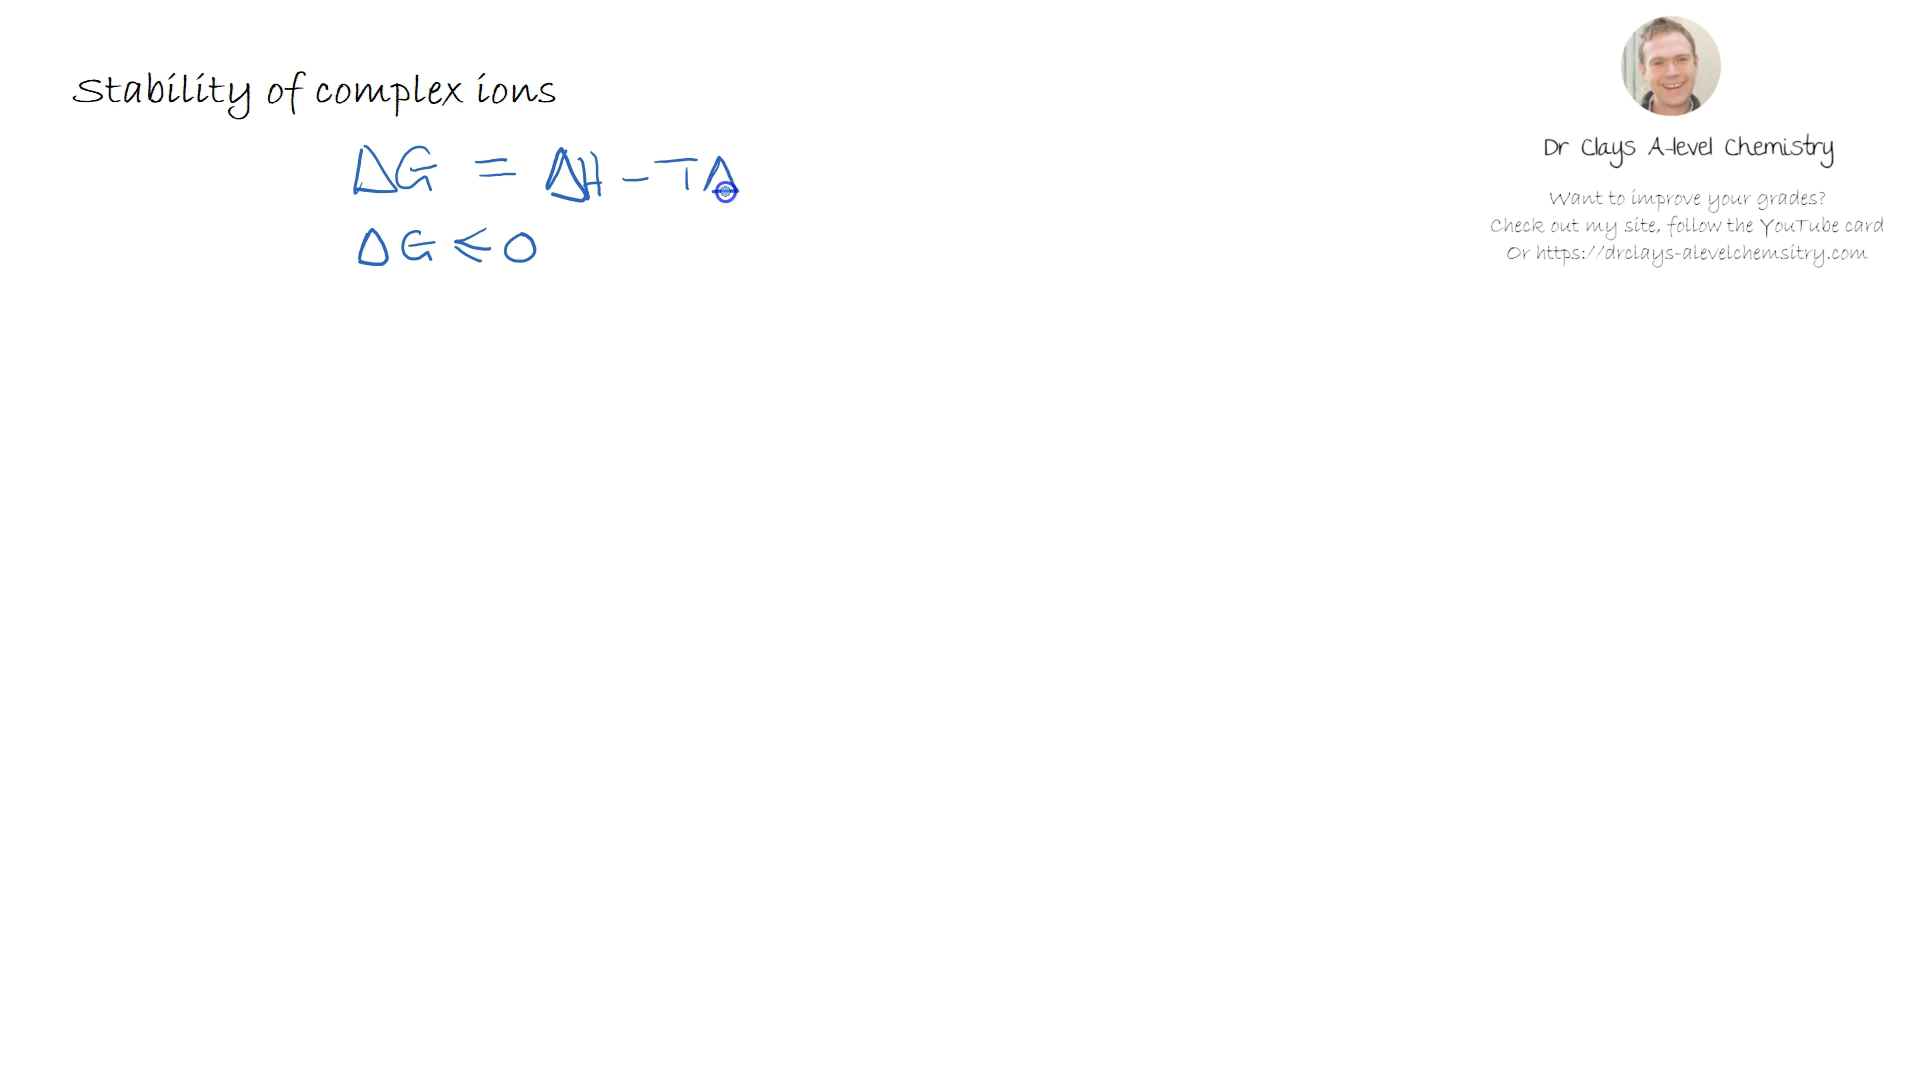 Stability of complex ions
ΔG = ΔH - TΔ
ΔG ≤ 0
Dr Clays A-level Chemistry
Want to improve your grades?
Check out my site, follow the YouTube card
Or https://drclays-alevelchemsitry.com